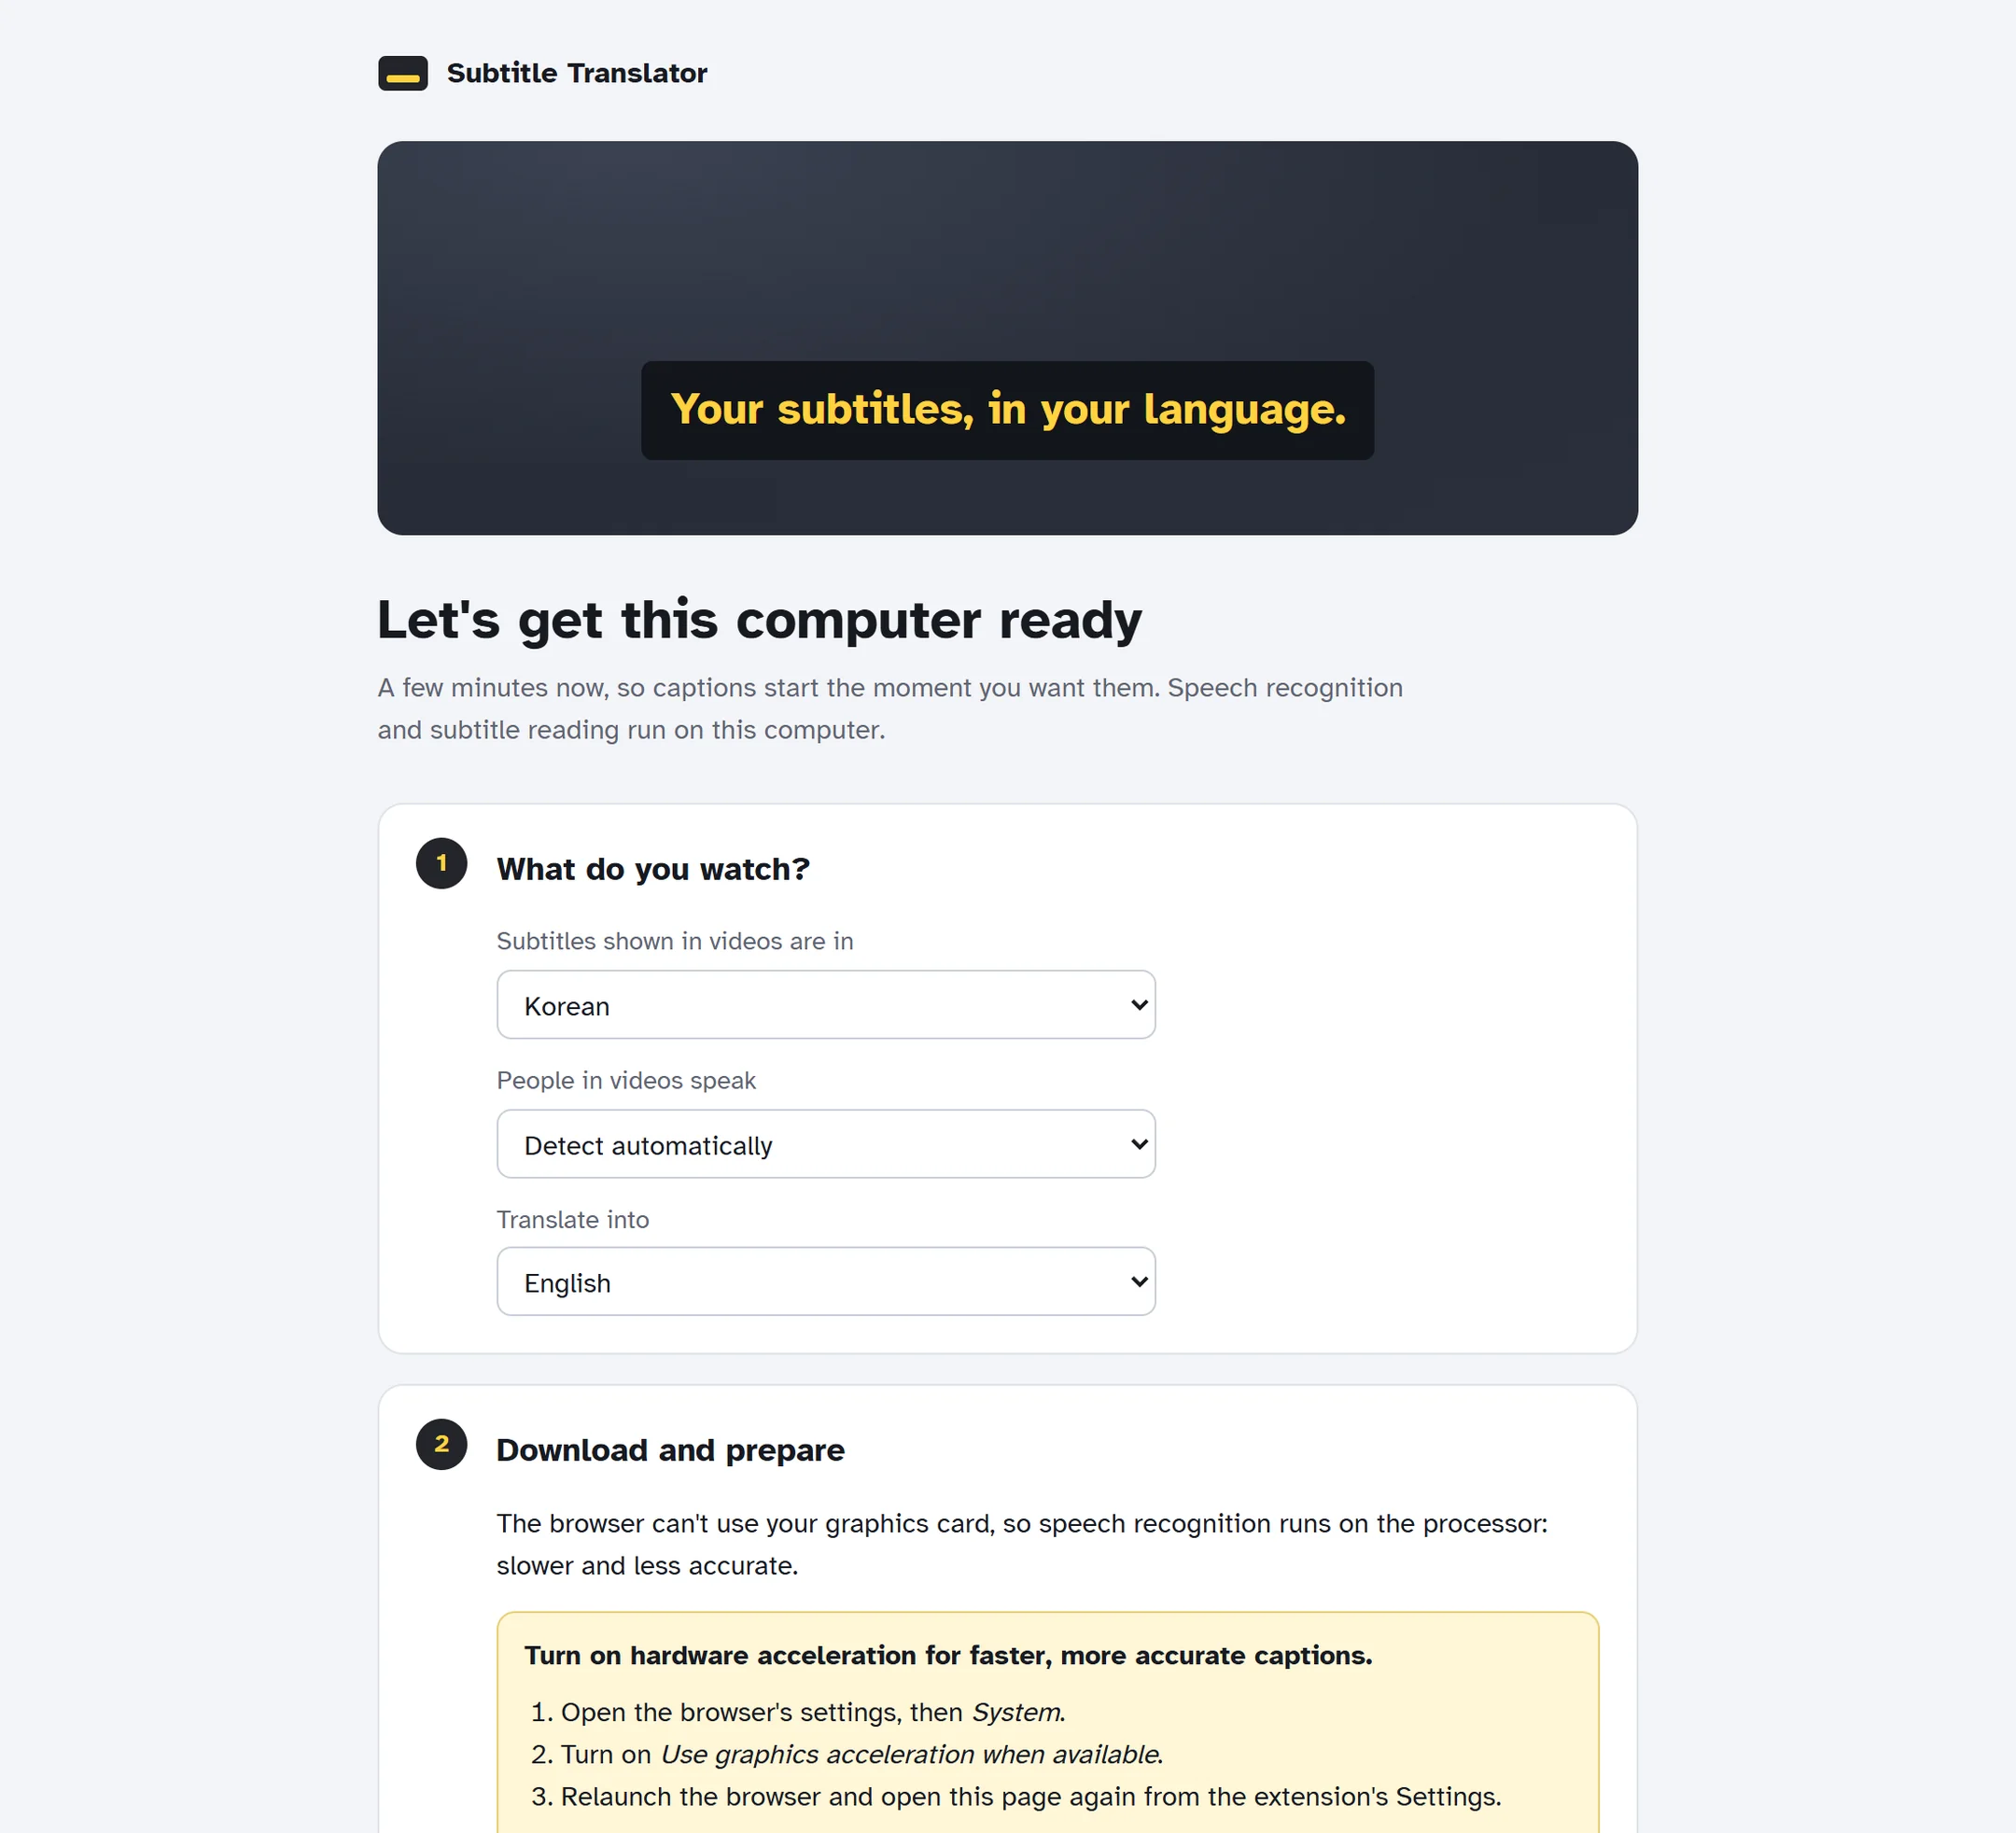 Subtitle Translator
Your subtitles, in your language.
Let's get this computer ready
A few minutes now, so captions start the moment you want them. Speech recognition
and subtitle reading run on this computer.
1
What do you watch?
Subtitles shown in videos are in
Korean
People in videos speak
Detect automatically
Translate into
English
2
Download and prepare
The browser can't use your graphics card, so speech recognition runs on the processor:
slower and less accurate.
Turn on hardware acceleration for faster, more accurate captions.
1. Open the browser's settings, then System.
2. Turn on Use graphics acceleration when available.
3. Relaunch the browser and open this page again from the extension's Settings.